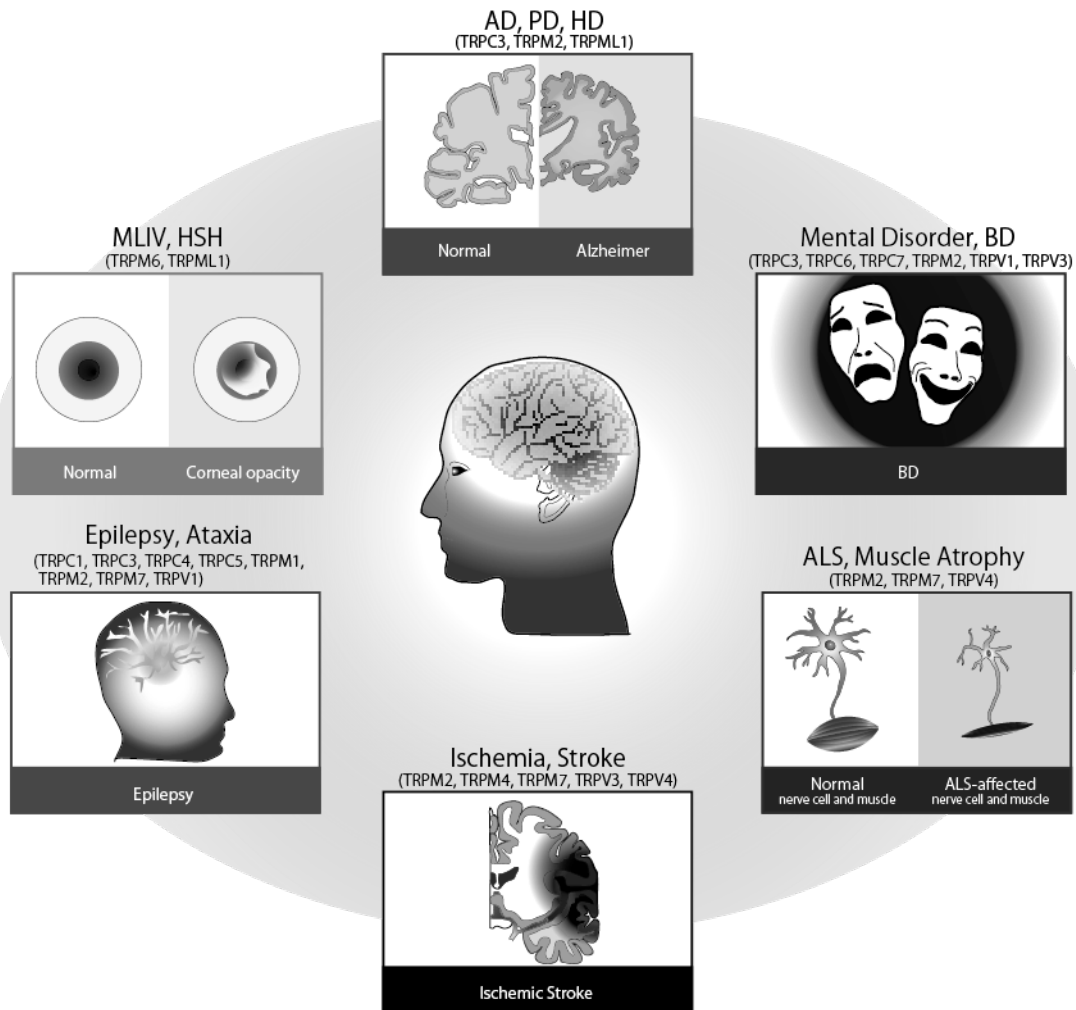 AD, PD, HD
(TRPC3, TRPM2, TRPML1)
Normal
Alzheimer
MLIV, HSH
(TRPM6, TRPML1)
Normal
Corneal opacity
Mental Disorder, BD
(TRPC3, TRPC6, TRPC7, TRPM2, TRPV1, TRPV3)
BD
Epilepsy, Ataxia
(TRPC1, TRPC3, TRPC4, TRPC5, TRPM1,
TRPM2, TRPM7, TRPV1)
Epilepsy
ALS, Muscle Atrophy
(TRPM2, TRPM7, TRPV4)
Normal
nerve cell and muscle
ALS-affected
nerve cell and muscle
Ischemia, Stroke
(TRPM2, TRPM4, TRPM7, TRPV3, TRPV4)
Ischemic Stroke